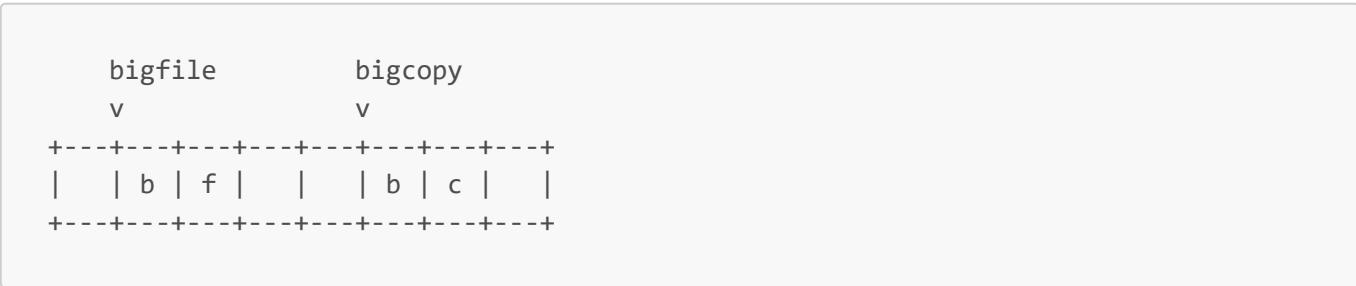 bigfile         bigcopy
    v               v
+---+---+---+---+---+---+---+---+
|   | b | f |   |   | b | c |   |
+---+---+---+---+---+---+---+---+